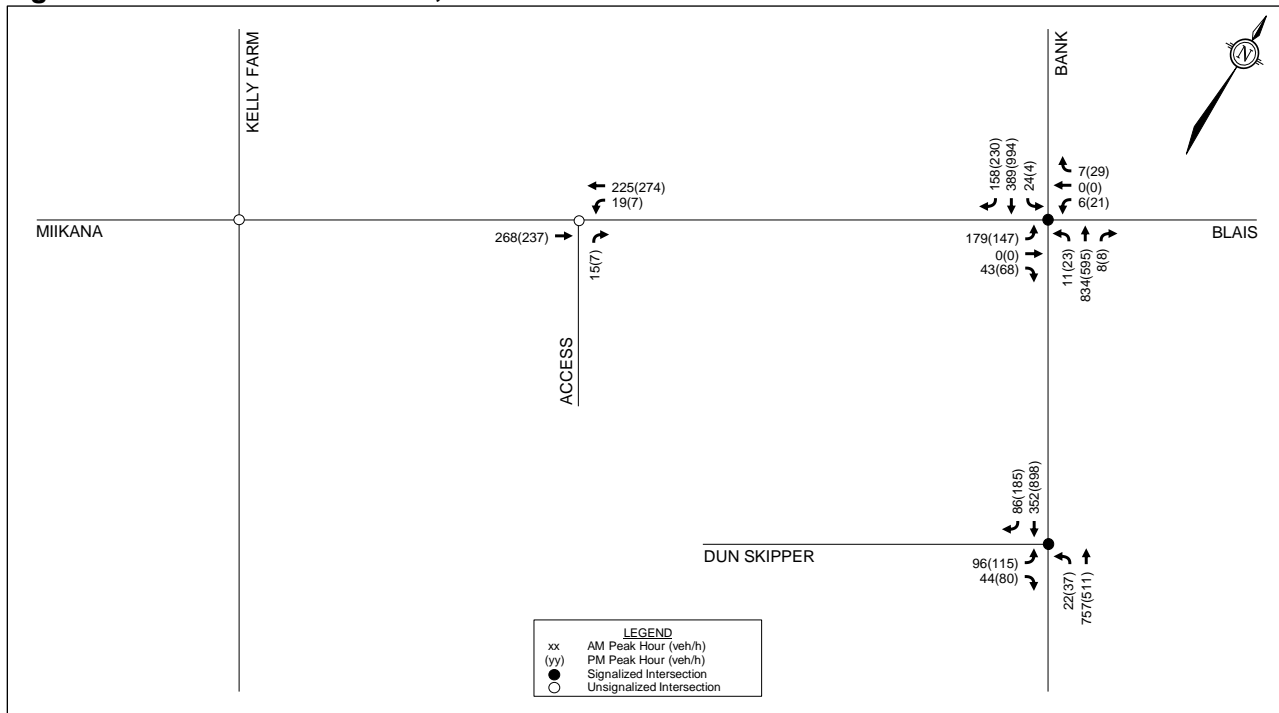 KELLY FARM
BANK
N
158(230)
389(994)
24(4)
7(29)
0(0)
6(21)
225(274)
19(7)
MIIKANA
BLAIS
268(237)
15(7)
179(147)
0(0)
43(68)
11(23)
834(595)
8(8)
ACCESS
86(185)
352(898)
DUN SKIPPER
96(115)
44(80)
22(37)
757(511)
LEGEND
xx AM Peak Hour (veh/h)
(yy) PM Peak Hour (veh/h)
Signalized Intersection
Unsignalized Intersection